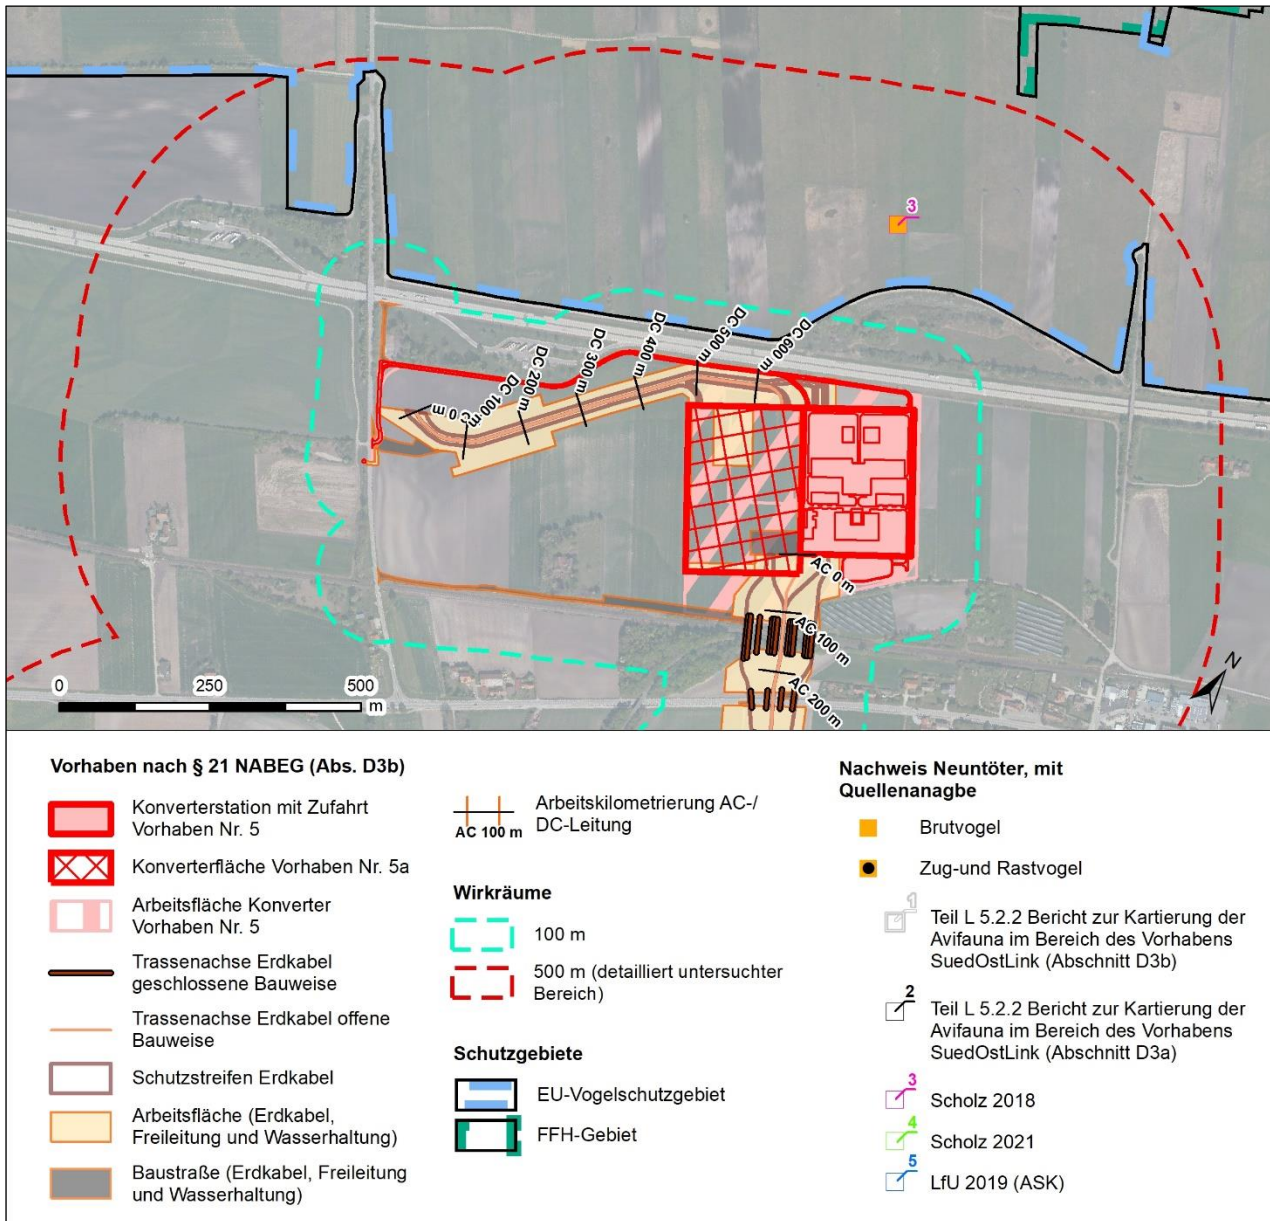 3
DC 0 m
DC 100 m
DC 200 m
DC 300 m
DC 400 m
DC 500 m
DC 600 m
AC 0 m
AC 100 m
AC 200 m
0 250 500
m
N
Vorhaben nach § 21 NABEG (Abs. D3b)
Konverterstation mit Zufahrt
Vorhaben Nr. 5
Konverterfläche Vorhaben Nr. 5a
Arbeitsfläche Konverter
Vorhaben Nr. 5
Trassenachse Erdkabel
geschlossene Bauweise
Trassenachse Erdkabel offene
Bauweise
Schutzstreifen Erdkabel
Arbeitsfläche (Erdkabel,
Freileitung und Wasserhaltung)
Baustraße (Erdkabel, Freileitung
und Wasserhaltung)
AC 100 m
Arbeitskilometrierung AC-/
DC-Leitung
Wirkräume
100 m
500 m (detailliert untersuchter
Bereich)
Schutzgebiete
EU-Vogelschutzgebiet
FFH-Gebiet
Nachweis Neuntöter, mit
Quellenanagbe
Brutvogel
Zug-und Rastvogel
1
Teil L 5.2.2 Bericht zur Kartierung der
Avifauna im Bereich des Vorhabens
SuedOstLink (Abschnitt D3b)
2
Teil L 5.2.2 Bericht zur Kartierung der
Avifauna im Bereich des Vorhabens
SuedOstLink (Abschnitt D3a)
3
Scholz 2018
4
Scholz 2021
5
LfU 2019 (ASK)